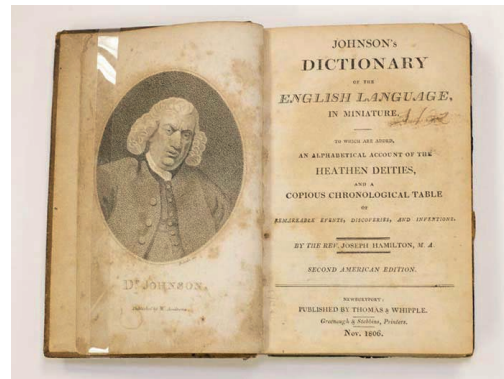 Dr. JOHNSON.
Published by W.
JOHNSON's
DICTIONARY
OF THE
ENGLISH LANGUAGE,
IN MINIATURE.
TO WHICH ARE ADDED,
AN ALPHABETICAL ACCOUNT OF THE
HEATHEN DEITIES,
AND A
COPIOUS CHRONOLOGICAL TABLE
OF
REMARKABLE EVENTS, DISCOVERIES, AND INVENTIONS.
BY THE REV. JOSEPH HAMILTON, M. A.
SECOND AMERICAN EDITION.
NEWBURYPORT:
PUBLISHED BY THOMAS & WHIPPLE.
Greenough & Stebbins, Printers.
Nov. 1806.